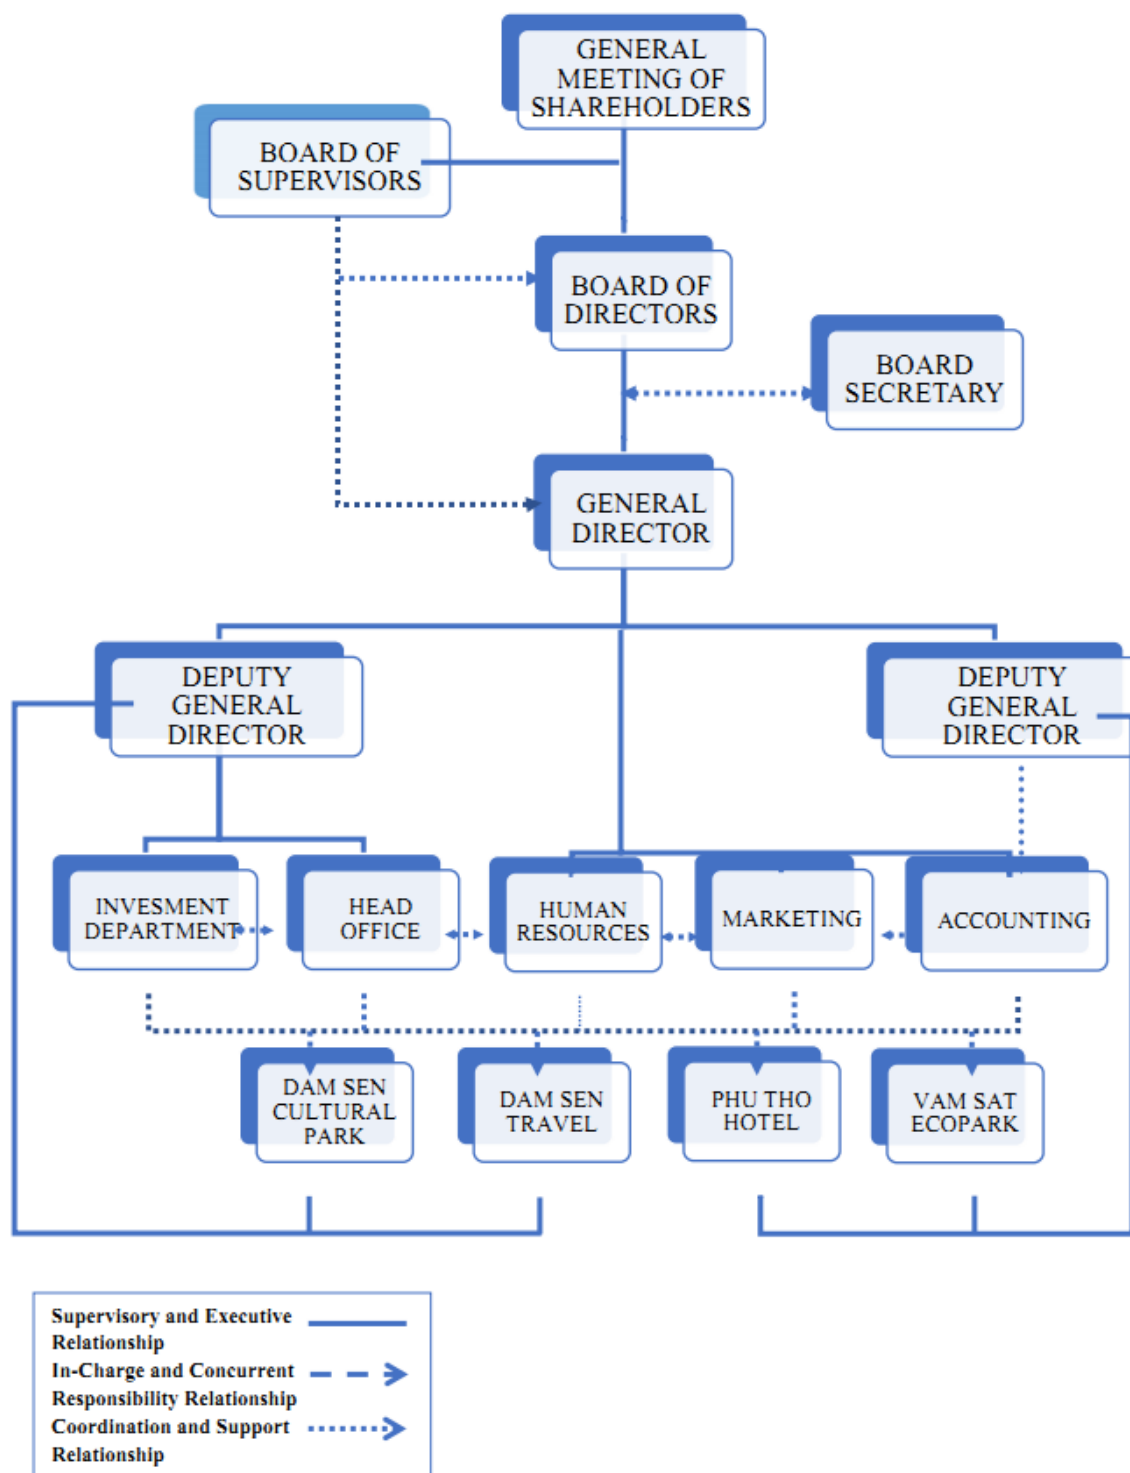 GENERAL
MEETING OF
SHAREHOLDERS
BOARD OF
SUPERVISORS
BOARD OF
DIRECTORS
BOARD
SECRETARY
GENERAL
DIRECTOR
DEPUTY
GENERAL
DIRECTOR
DEPUTY
GENERAL
DIRECTOR
INVESMENT
DEPARTMENT
HEAD
OFFICE
HUMAN
RESOURCES
MARKETING
ACCOUNTING
DAM SEN
CULTURAL
PARK
DAM SEN
TRAVEL
PHU THO
HOTEL
VAM SAT
ECOPARK
Supervisory and Executive
Relationship
In-Charge and Concurrent
Responsibility Relationship
Coordination and Support
Relationship